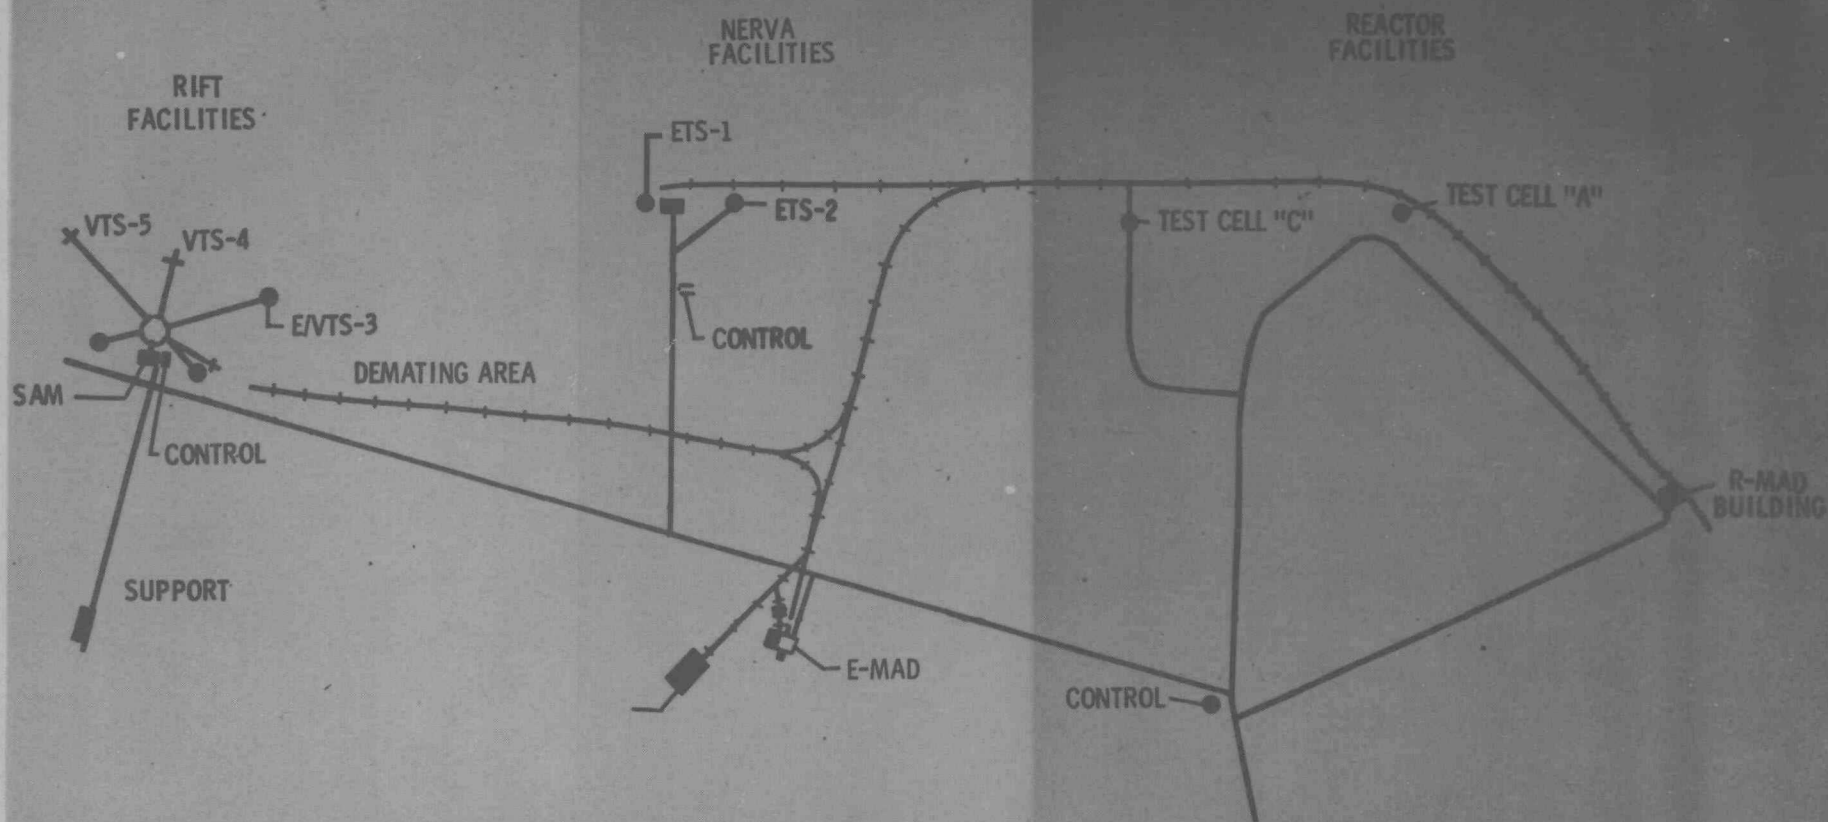 RIFT
FACILITIES
NERVA
FACILITIES
REACTOR
FACILITIES
ETS-1
ETS-2
VTS-5
VTS-4
E/VTS-3
TEST CELL "C"
TEST CELL "A"
CONTROL
DEMATING AREA
SAM
CONTROL
R-MAD
BUILDING
SUPPORT
E-MAD
CONTROL